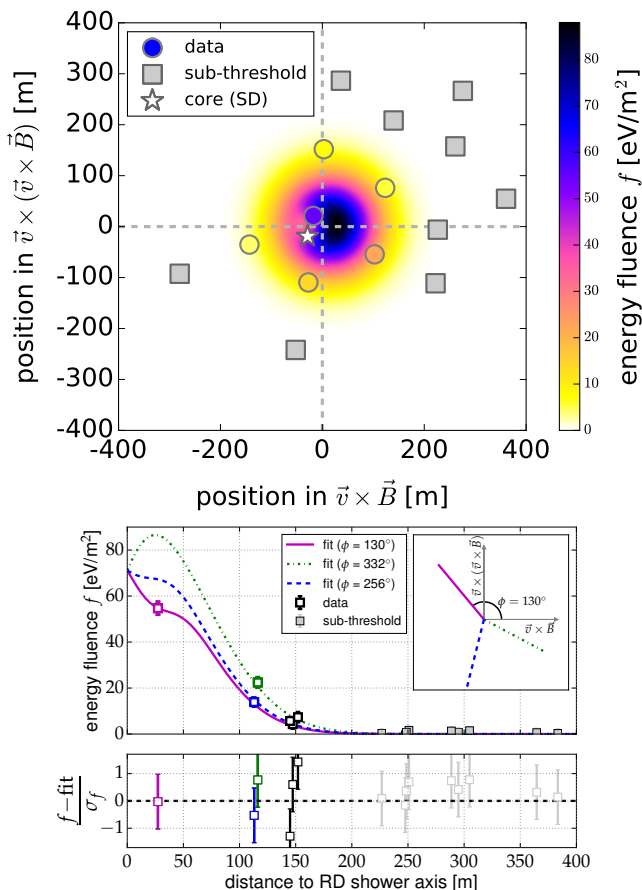 data
sub-threshold
core (SD)
position in v⃗ × (v⃗ × B⃗) [m]
400
300
200
100
0
-100
-200
-300
-400
-400 -200 0 200 400
position in v⃗ × B⃗ [m]
80
70
60
50
40
30
20
10
0
energy fluence f [eV/m²]
energy fluence f [eV/m²]
80
60
40
20
0
fit (ϕ = 130°)
fit (ϕ = 332°)
fit (ϕ = 256°)
data
sub-threshold
v⃗ × (v⃗ × B⃗)
ϕ = 130°
v⃗ × B⃗
f−fit
σ_f
1
0
−1
0 50 100 150 200 250 300 350 400
distance to RD shower axis [m]